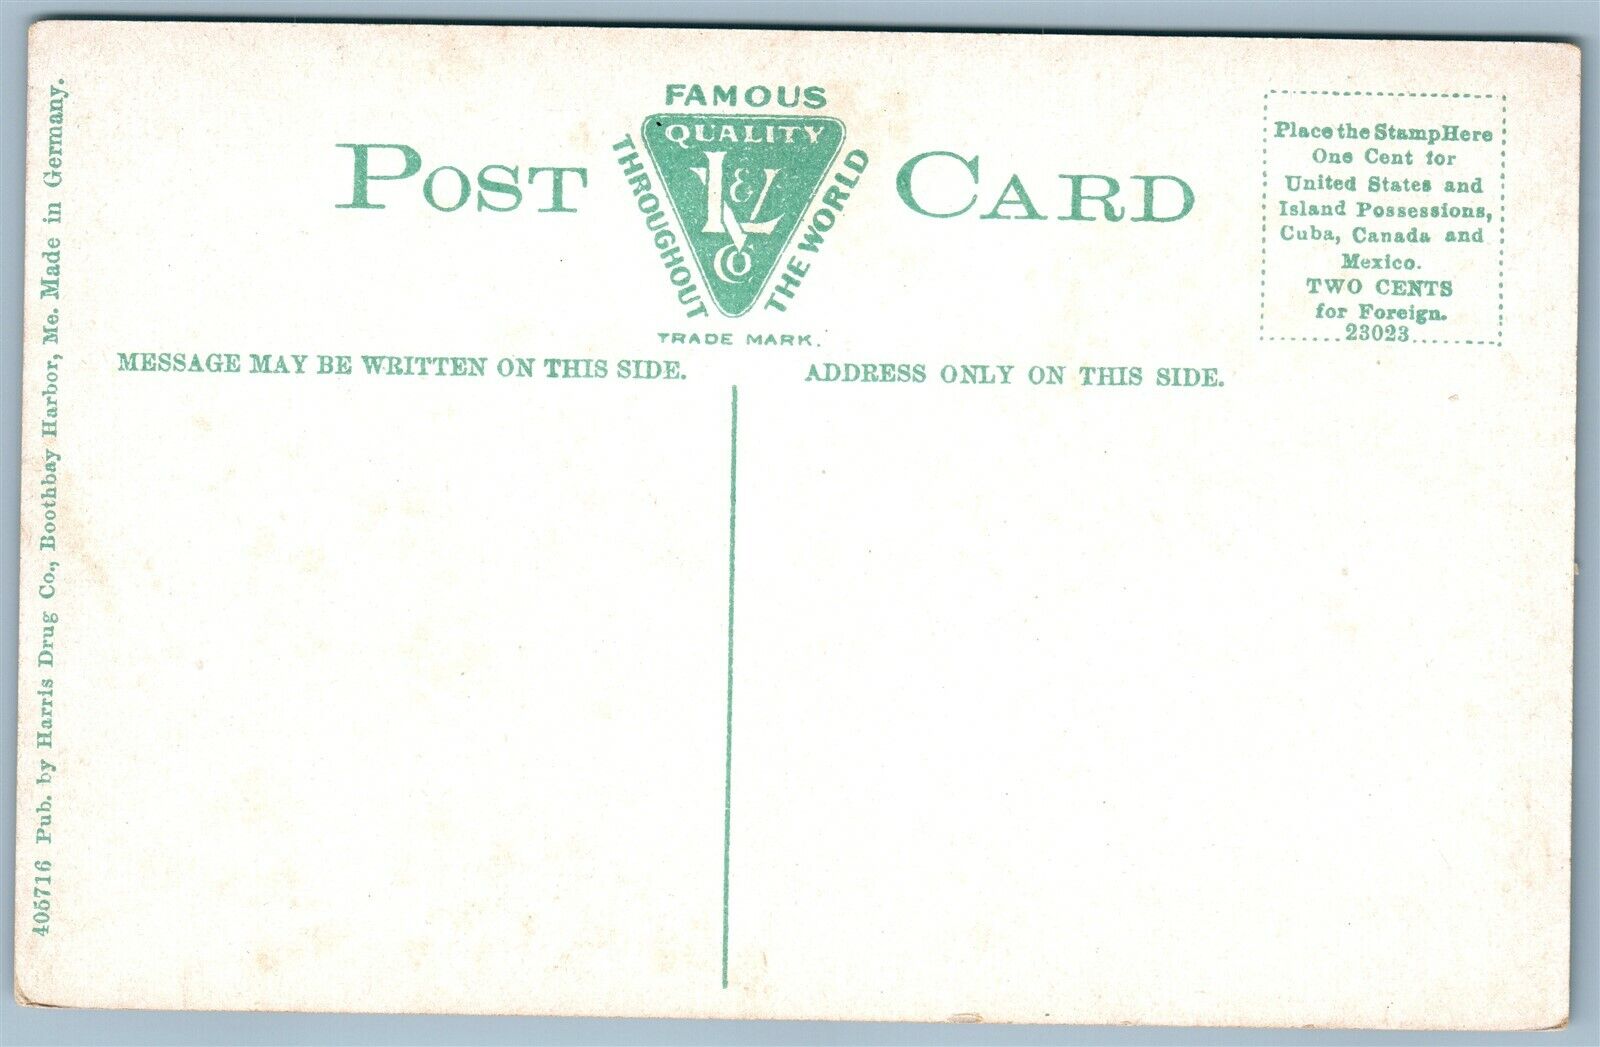 FAMOUS
QUALITY
THROUGHOUT
THE WORLD
L&L
Co
TRADE MARK.
POST CARD
Place the Stamp Here
One Cent for
United States and
Island Possessions,
Cuba, Canada and
Mexico.
TWO CENTS
for Foreign.
23023
MESSAGE MAY BE WRITTEN ON THIS SIDE.
ADDRESS ONLY ON THIS SIDE.
405716 Pub. by Harris Drug Co., Boothbay Harbor, Me. Made in Germany.